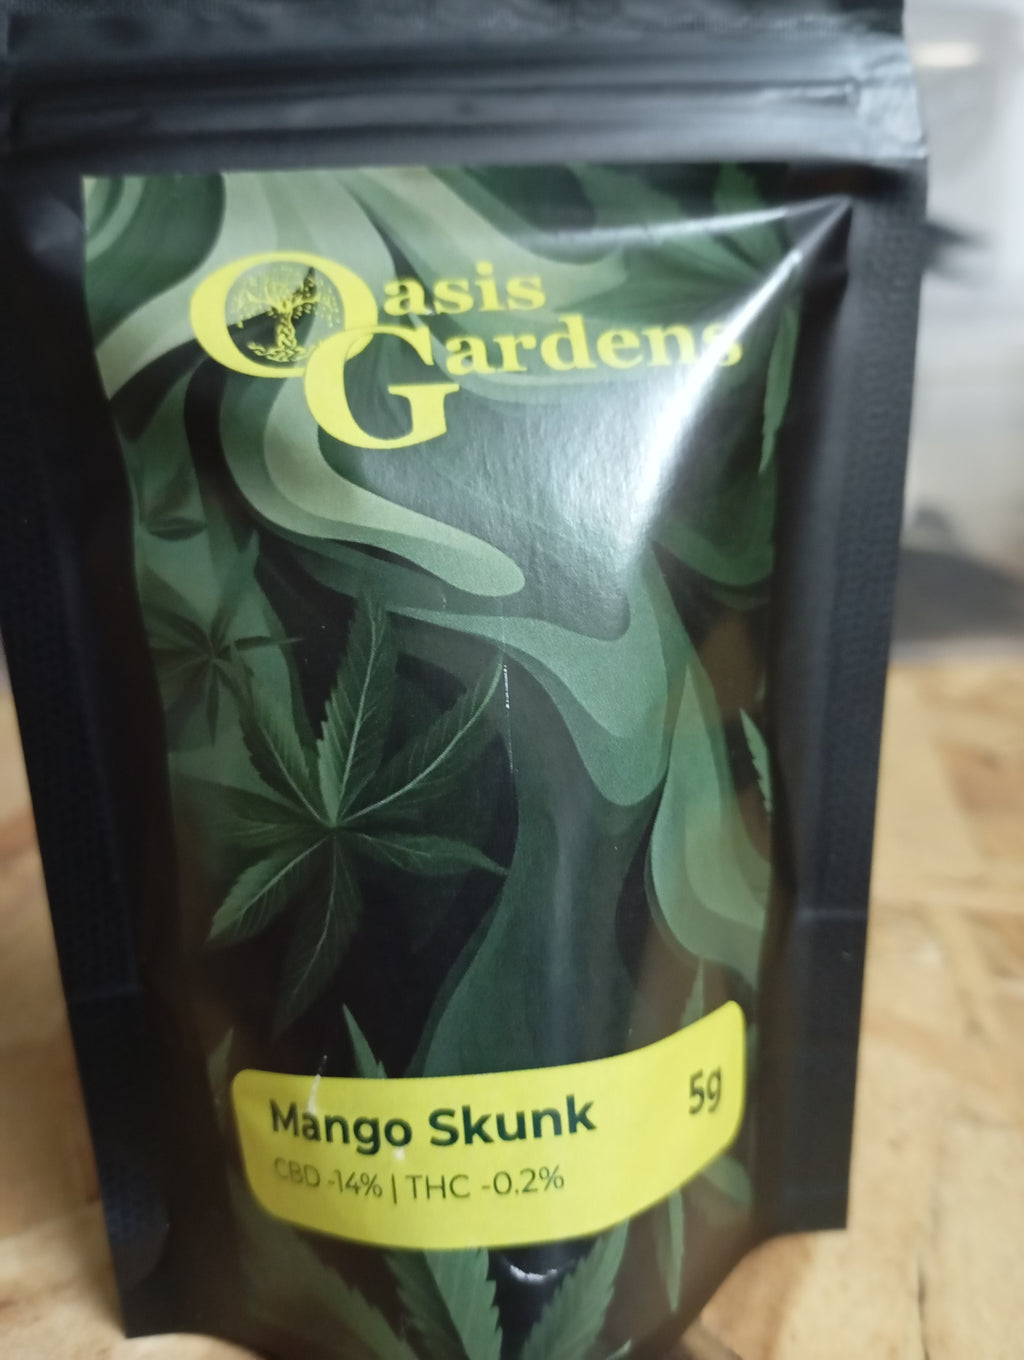 Oasis
Gardens
Mango Skunk
5g
CBD -14% | THC -0.2%